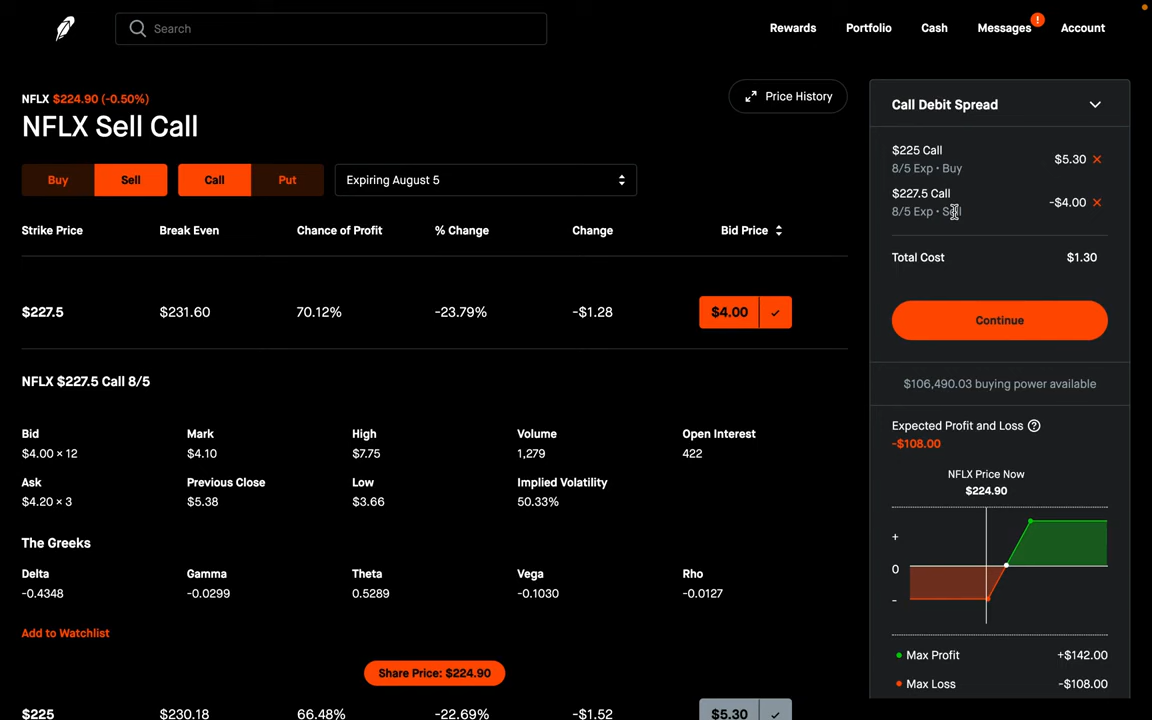 Search
Rewards
Portfolio
Cash
Messages
!
Account
NFLX $224.90 (-0.50%)
NFLX Sell Call
Price History
Buy
Sell
Call
Put
Expiring August 5
Strike Price
Break Even
Chance of Profit
% Change
Change
Bid Price
$227.5
$231.60
70.12%
-23.79%
-$1.28
$4.00
NFLX $227.5 Call 8/5
Bid
Mark
High
Volume
Open Interest
$4.00 × 12
$4.10
$7.75
1,279
422
Ask
Previous Close
Low
Implied Volatility
$4.20 × 3
$5.38
$3.66
50.33%
The Greeks
Delta
Gamma
Theta
Vega
Rho
-0.4348
-0.0299
0.5289
-0.1030
-0.0127
Add to Watchlist
Share Price: $224.90
$225
$230.18
66.48%
-22.69%
-$1.52
$5.30
Call Debit Spread
$225 Call
8/5 Exp • Buy
$5.30
$227.5 Call
8/5 Exp • Sell
-$4.00
Total Cost
$1.30
Continue
$106,490.03 buying power available
Expected Profit and Loss
-$108.00
NFLX Price Now
$224.90
+
0
-
Max Profit
+$142.00
Max Loss
-$108.00